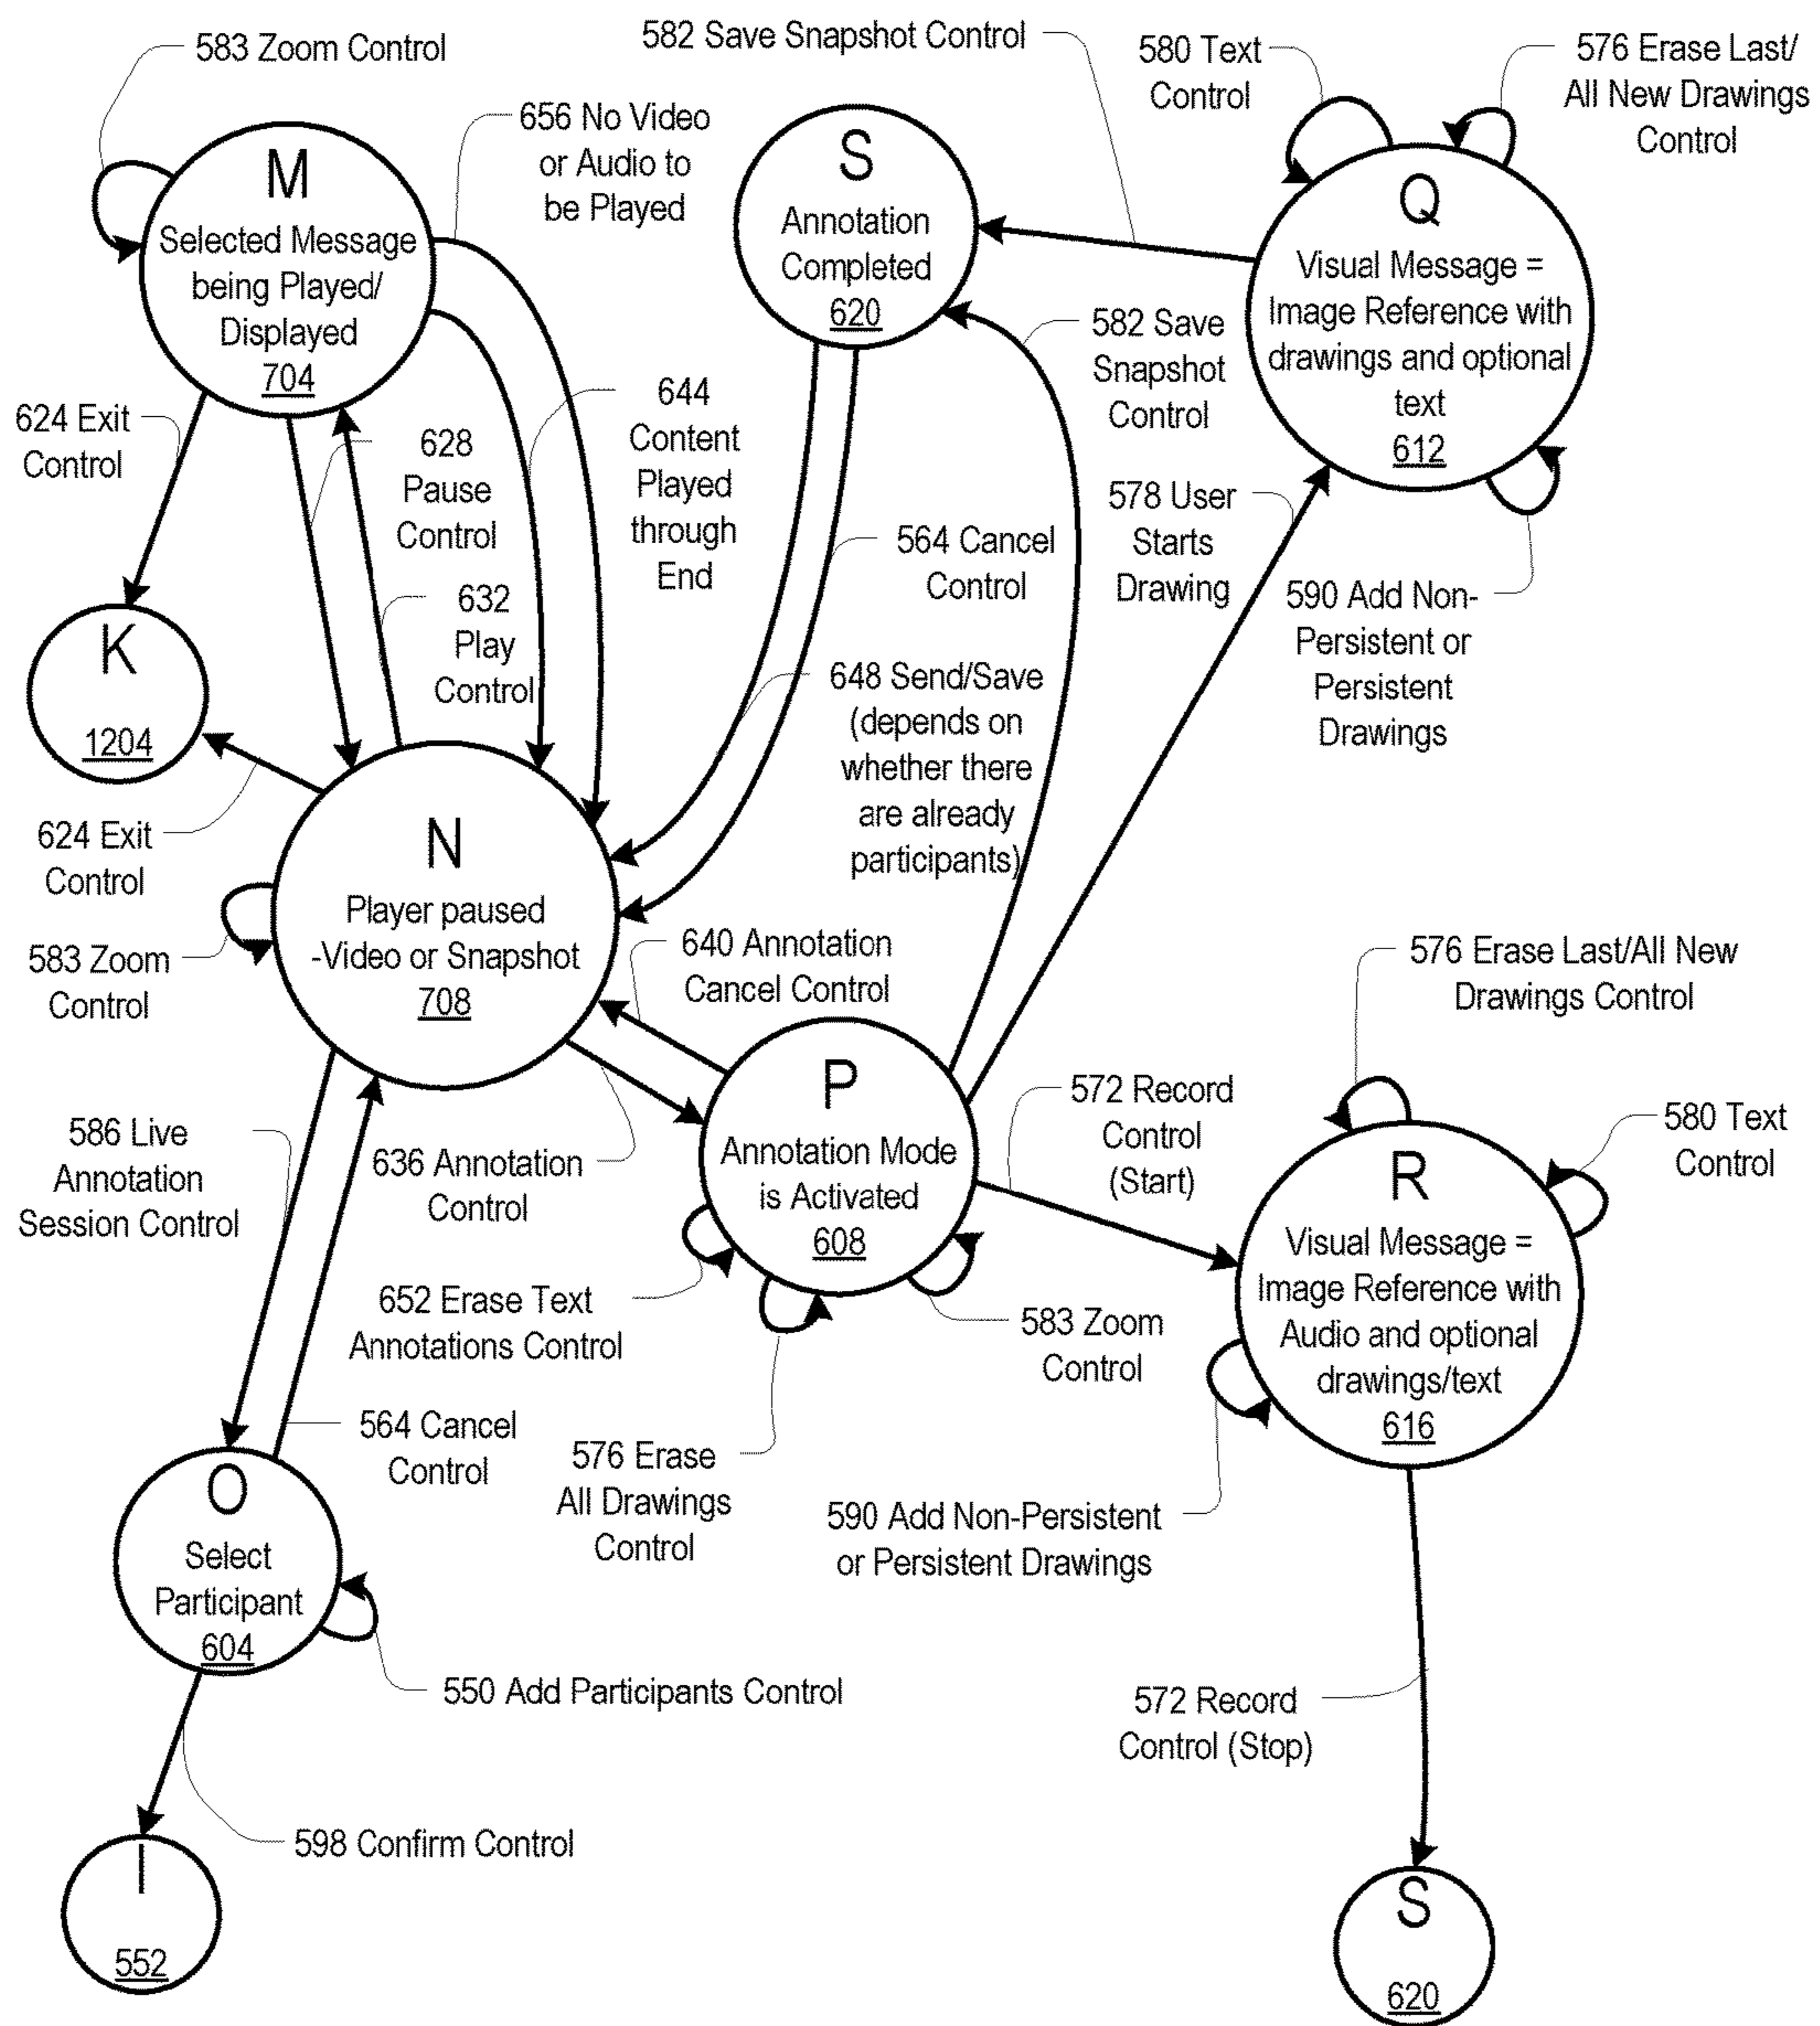 583 Zoom Control
582 Save Snapshot Control
580 Text
Control
576 Erase Last/
All New Drawings
Control
656 No Video
or Audio to
be Played
M
Selected Message
being Played/
Displayed
704
S
Annotation
Completed
620
Q
Visual Message =
Image Reference with
drawings and optional
text
612
582 Save
Snapshot
Control
624 Exit
Control
628
Pause
Control
644
Content
Played
through
End
632
Play
Control
564 Cancel
Control
578 User
Starts
Drawing
590 Add Non-
Persistent or
Persistent
Drawings
K
1204
648 Send/Save
(depends on
whether there
are already
participants)
624 Exit
Control
N
Player paused
-Video or Snapshot
708
583 Zoom
Control
640 Annotation
Cancel Control
576 Erase Last/All New
Drawings Control
P
Annotation Mode
is Activated
608
572 Record
Control
(Start)
580 Text
Control
586 Live
Annotation
Session Control
636 Annotation
Control
R
Visual Message =
Image Reference with
Audio and optional
drawings/text
616
652 Erase Text
Annotations Control
583 Zoom
Control
564 Cancel
Control
576 Erase
All Drawings
Control
590 Add Non-Persistent
or Persistent Drawings
O
Select
Participant
604
550 Add Participants Control
572 Record
Control (Stop)
598 Confirm Control
I
552
S
620